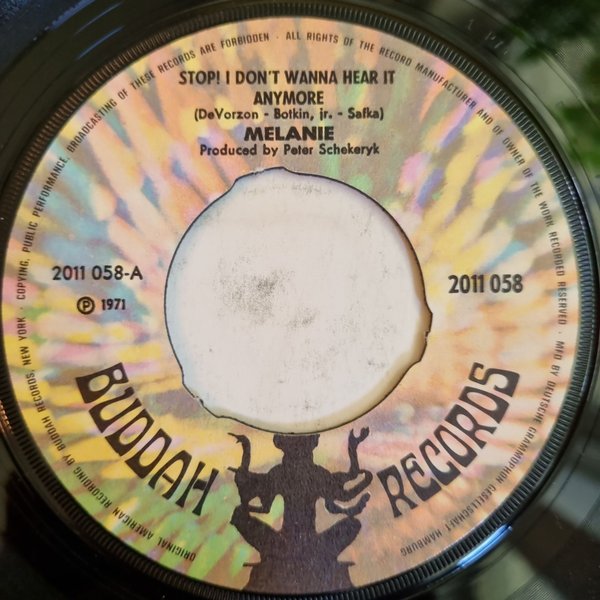 STOP! I DON'T WANNA HEAR IT
ANYMORE
(DeVorzon - Botkin, jr. - Safka)
MELANIE
Produced by Peter Schekeryk
2011 058-A
Ⓟ 1971
2011 058
BUDDAH RECORDS
ORIGINAL AMERICAN RECORDING BY BUDDAH RECORDS, NEW YORK · COPYING, PUBLIC PERFORMANCE, BROADCASTING OF THESE RECORDS ARE FORBIDDEN · ALL RIGHTS OF THE RECORD MANUFACTURER AND OF OWNER OF THE WORK RECORDED RESERVED · MFD BY DEUTSCHE GRAMMOPHON GESELLSCHAFT HAMBURG